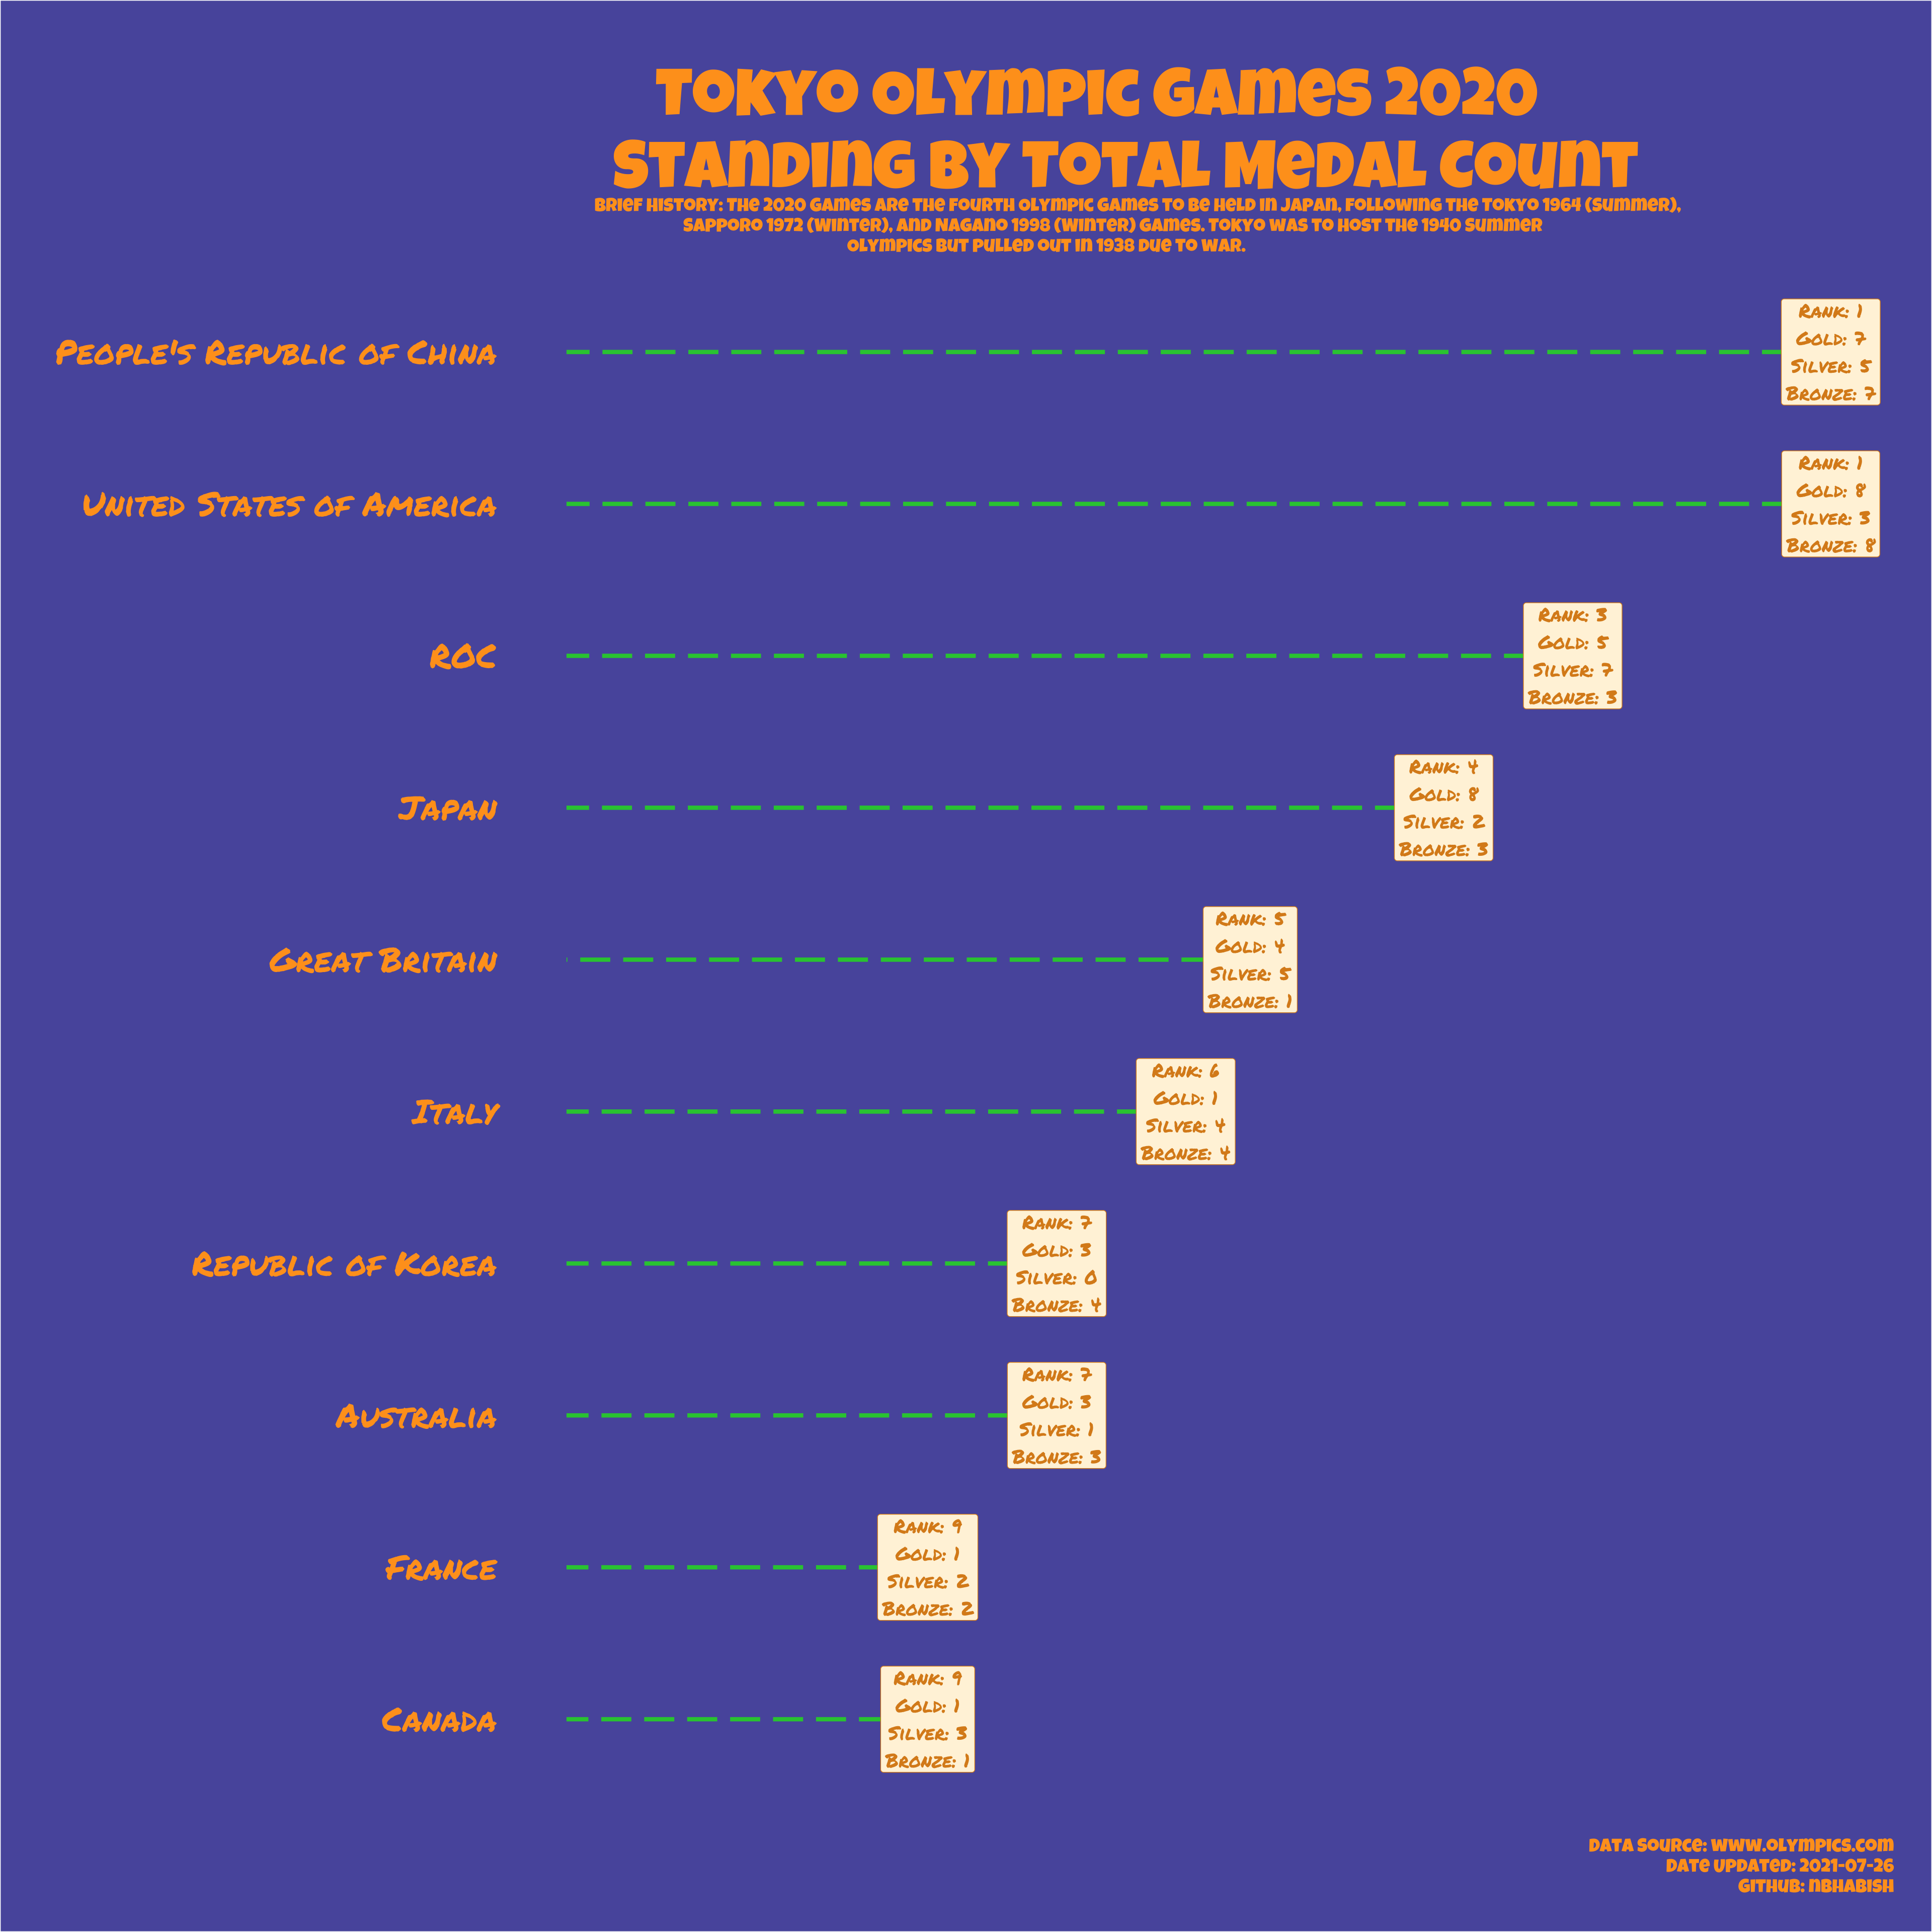 Tokyo Olympic Games 2020
Standing By Total Medal Count
Brief History: The 2020 Games are the fourth Olympic Games to be held in Japan, following the Tokyo 1964 (Summer),
Sapporo 1972 (Winter), and Nagano 1998 (Winter) games. Tokyo was to host the 1940 Summer
Olympics but pulled out in 1938 due to war.
People's Republic of China
Rank: 1
Gold: 7
Silver: 5
Bronze: 7
United States of America
Rank: 1
Gold: 8
Silver: 3
Bronze: 8
ROC
Rank: 3
Gold: 5
Silver: 7
Bronze: 3
Japan
Rank: 4
Gold: 8
Silver: 2
Bronze: 3
Great Britain
Rank: 5
Gold: 4
Silver: 5
Bronze: 1
Italy
Rank: 6
Gold: 1
Silver: 4
Bronze: 4
Republic of Korea
Rank: 7
Gold: 3
Silver: 0
Bronze: 4
Australia
Rank: 7
Gold: 3
Silver: 1
Bronze: 3
France
Rank: 9
Gold: 1
Silver: 2
Bronze: 2
Canada
Rank: 9
Gold: 1
Silver: 3
Bronze: 1
Data Source: www.olympics.com
Date Updated: 2021-07-26
Github: nbhabish